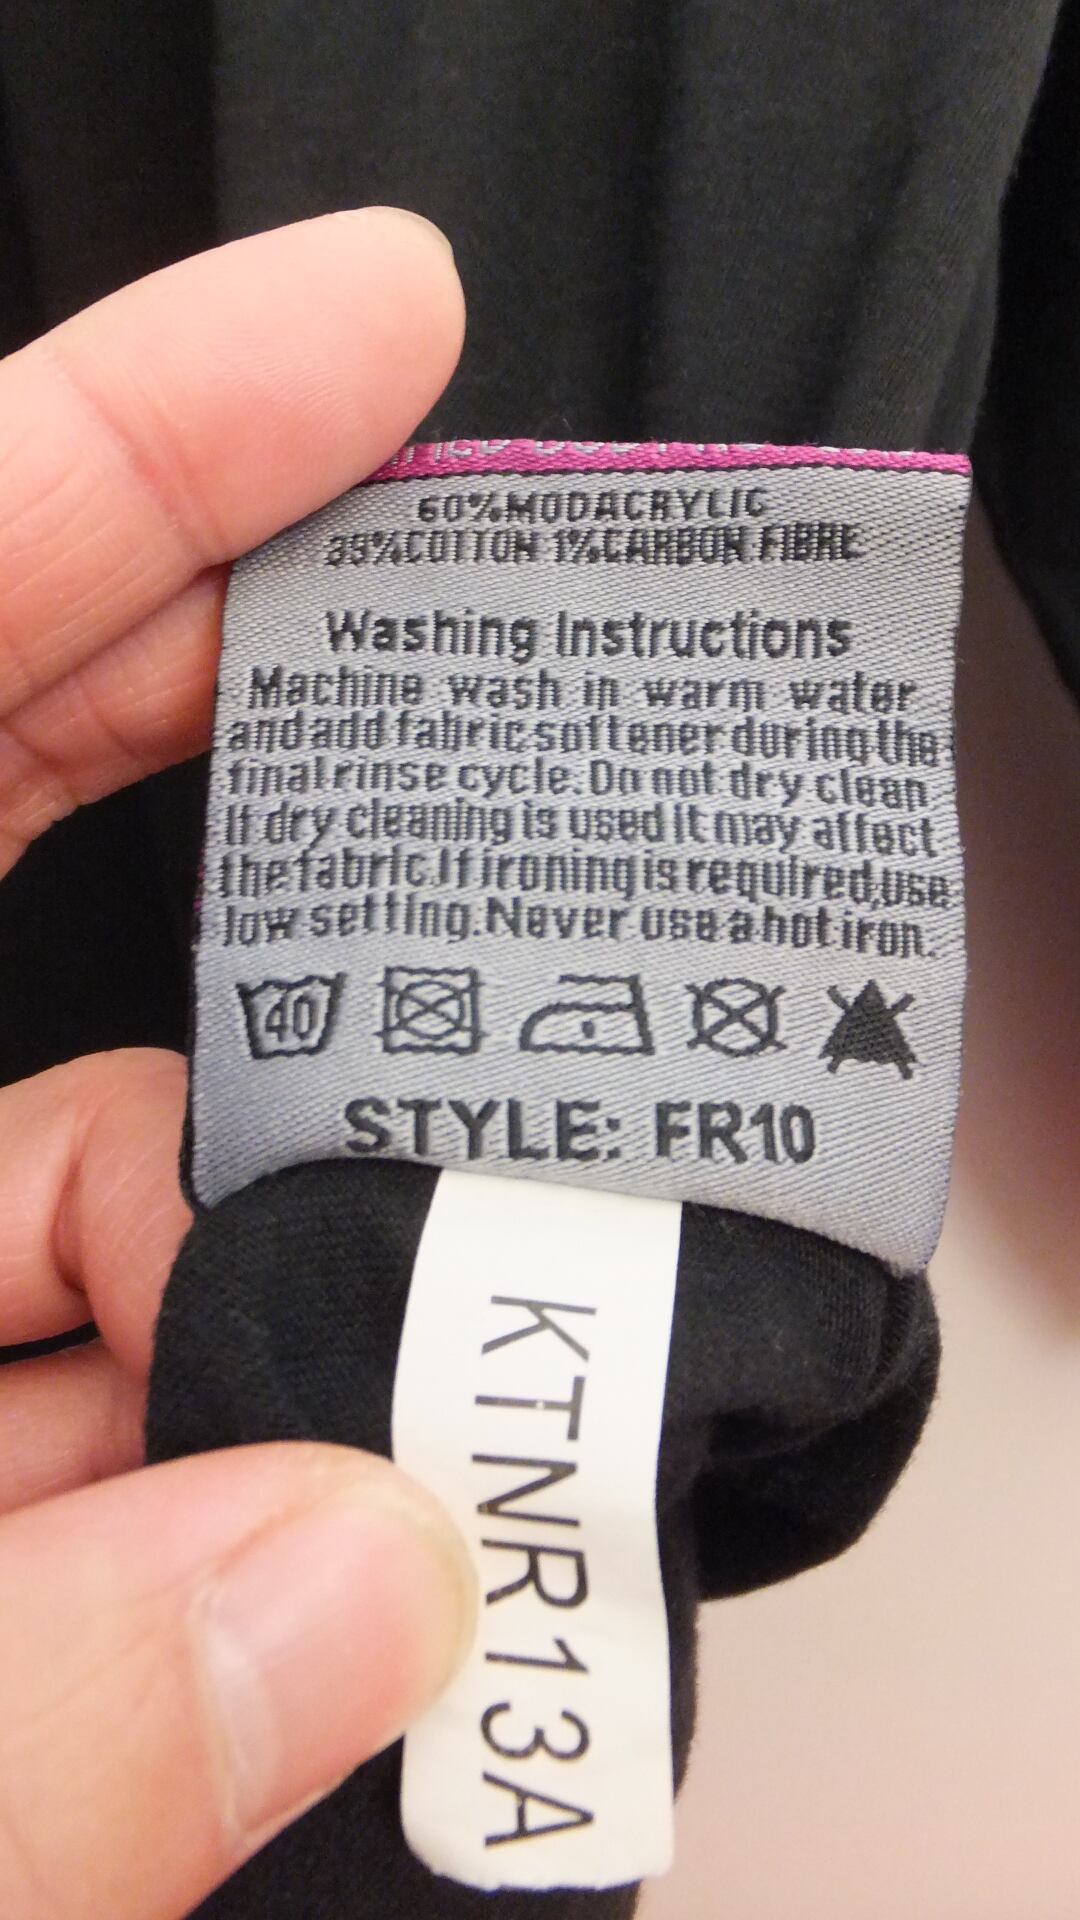 60%MODACRYLIC
39%COTTON 1%CARBON FIBRE
Washing Instructions
Machine wash in warm water
and add fabric softener during the
final rinse cycle. Do not dry clean
If dry cleaning is used it may affect
the fabric. If ironing is required, use
low setting. Never use a hot iron.
40
STYLE: FR10
KTNR13A